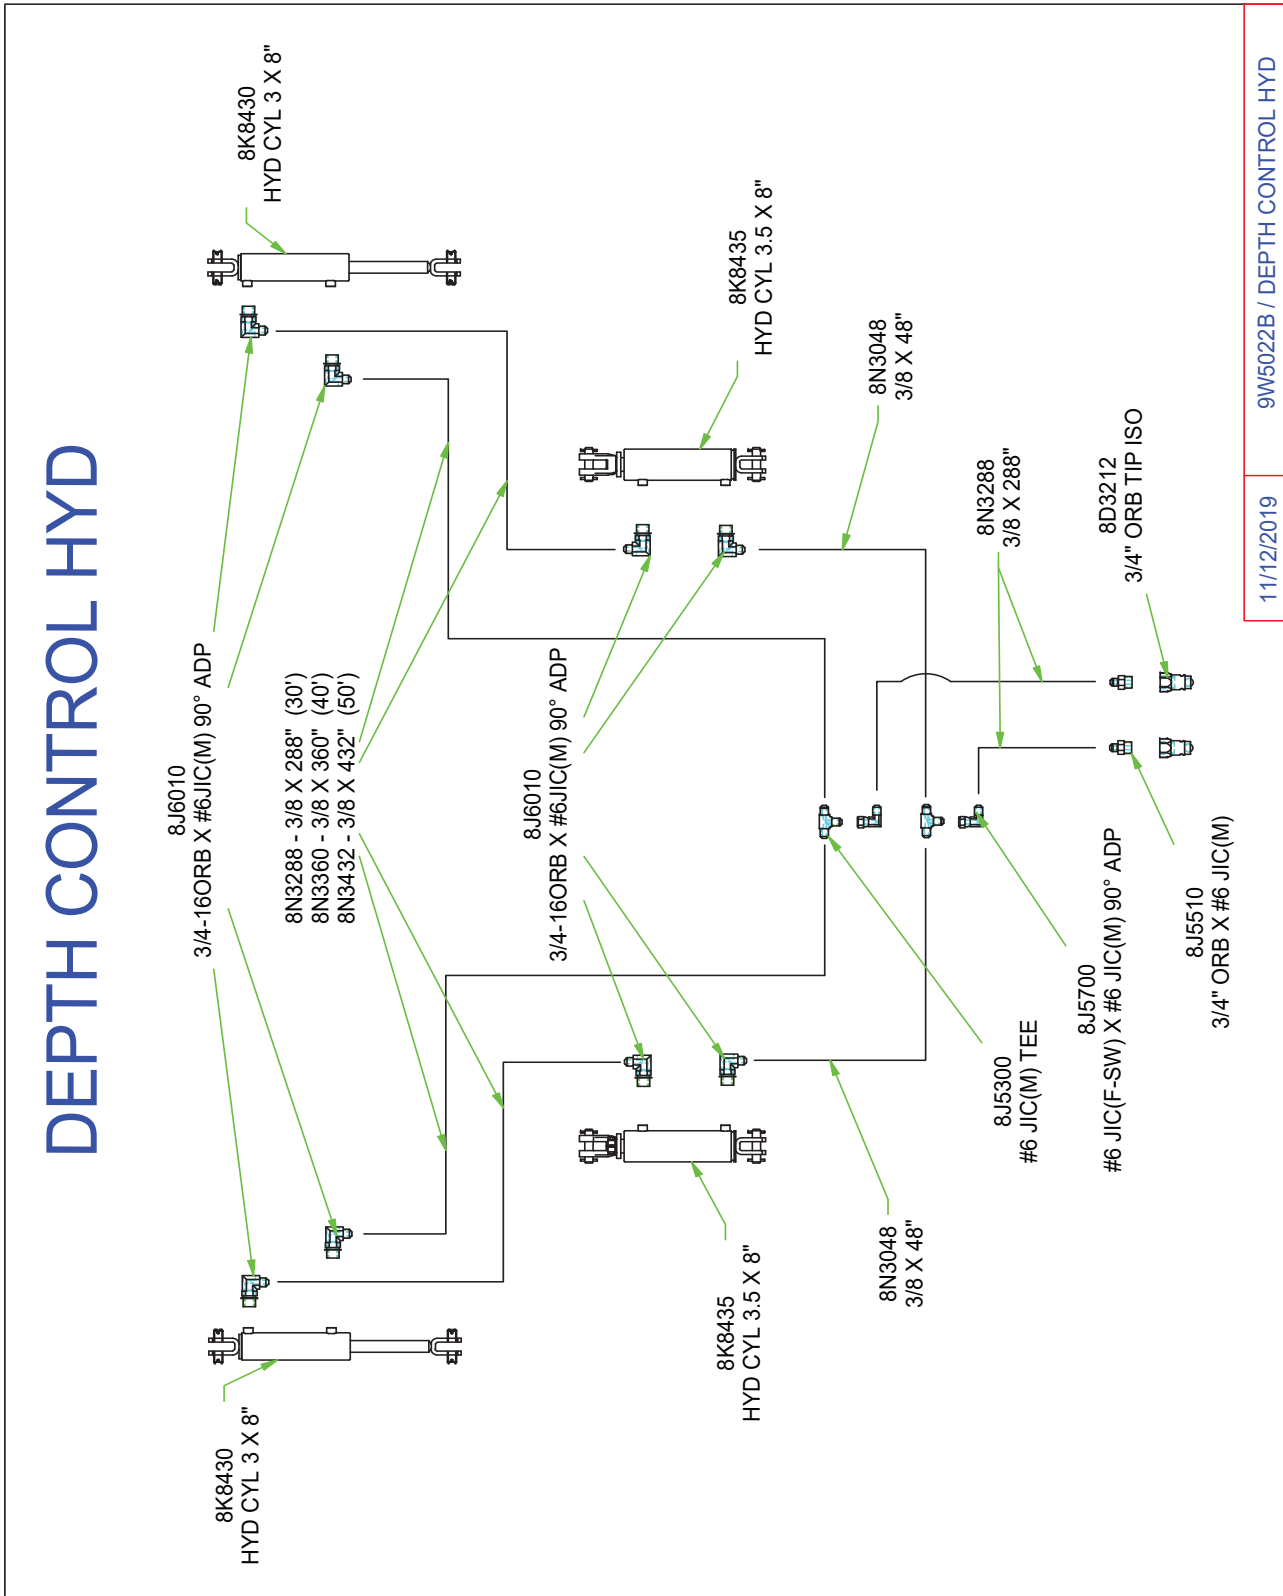 DEPTH CONTROL HYD
8K8430
HYD CYL 3 X 8"
8J6010
3/4-16ORB X #6JIC(M) 90° ADP
8K8430
HYD CYL 3 X 8"
8N3288 - 3/8 X 288" (30')
8N3360 - 3/8 X 360" (40')
8N3432 - 3/8 X 432" (50')
8K8435
HYD CYL 3.5 X 8"
8J6010
3/4-16ORB X #6JIC(M) 90° ADP
8K8435
HYD CYL 3.5 X 8"
8N3048
3/8 X 48"
8N3048
3/8 X 48"
8J5300
#6 JIC(M) TEE
8N3288
3/8 X 288"
8J5700
#6 JIC(F-SW) X #6 JIC(M) 90° ADP
8D3212
3/4" ORB TIP ISO
8J5510
3/4" ORB X #6 JIC(M)
11/12/2019
9W5022B / DEPTH CONTROL HYD